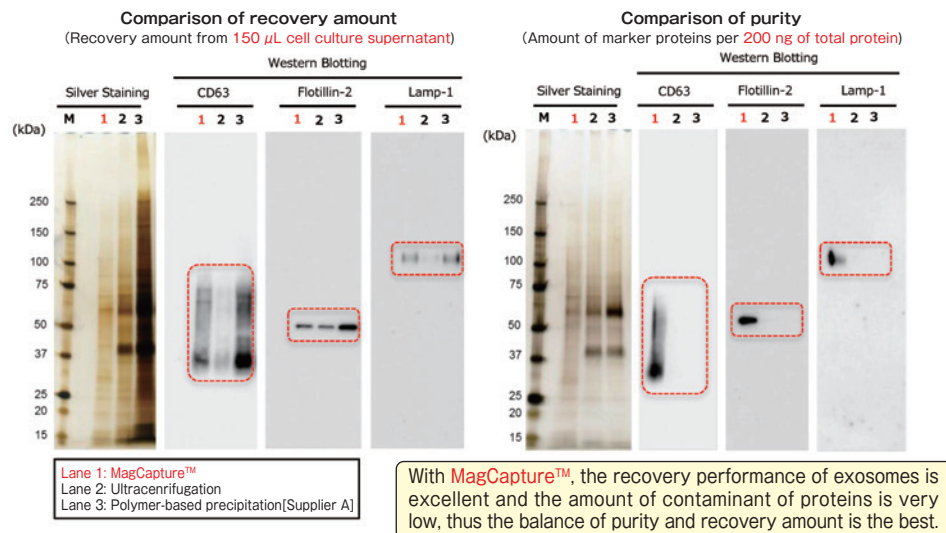 Comparison of recovery amount
(Recovery amount from 150 μL cell culture supernatant)
Western Blotting
Silver Staining CD63 Flotillin-2 Lamp-1
M 1 2 3 1 2 3 1 2 3 1 2 3
(kDa)
250
150
100
75
50
37
25
20
15
Comparison of purity
(Amount of marker proteins per 200 ng of total protein)
Western Blotting
Silver Staining CD63 Flotillin-2 Lamp-1
M 1 2 3 1 2 3 1 2 3 1 2 3
(kDa)
250
150
100
75
50
37
25
20
15
Lane 1: MagCapture™
Lane 2: Ultracenrifugation
Lane 3: Polymer-based precipitation[Supplier A]
With MagCapture™, the recovery performance of exosomes is
excellent and the amount of contaminant of proteins is very
low, thus the balance of purity and recovery amount is the best.